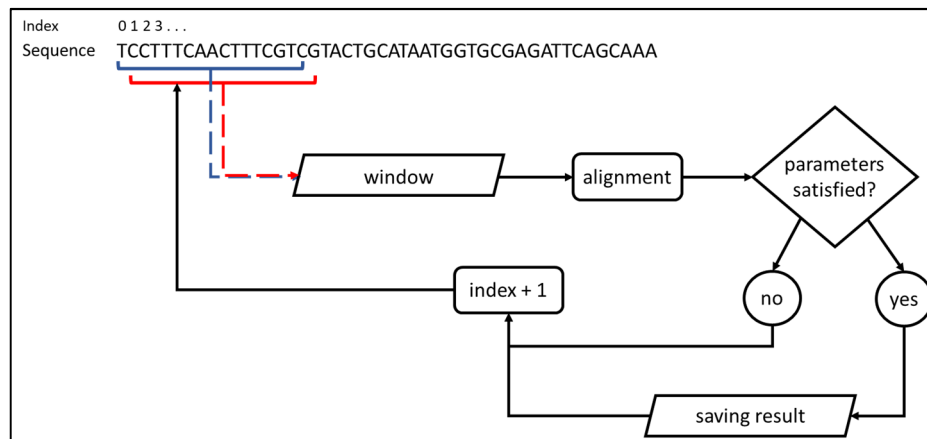 Index 0 1 2 3 . . .
Sequence TCCTTTCAACTTTCGTCGTACTGCATAATGGTGCGAGATTCAGCAAA
window
alignment
parameters
satisfied?
index + 1
no
yes
saving result